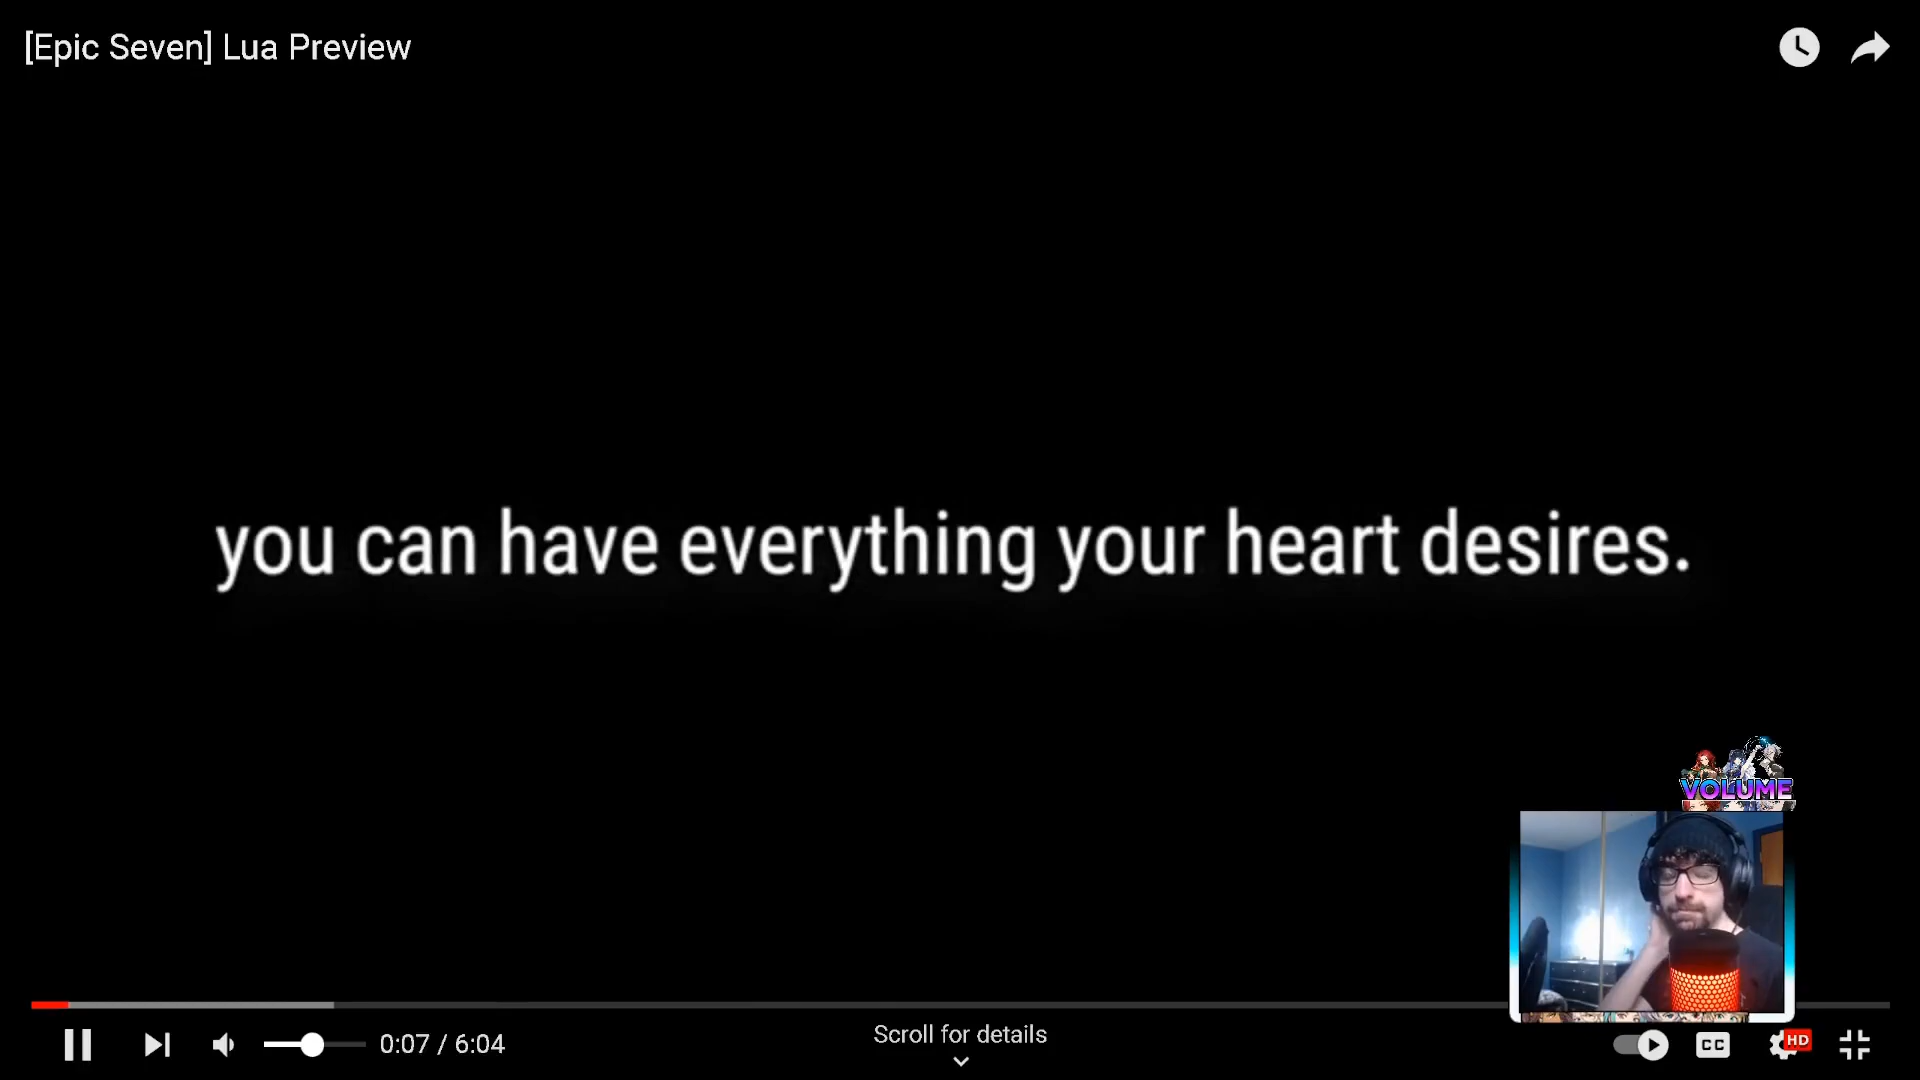 [Epic Seven] Lua Preview
you can have everything your heart desires.
VOLUME
0:07 / 6:04
Scroll for details
CC
HD